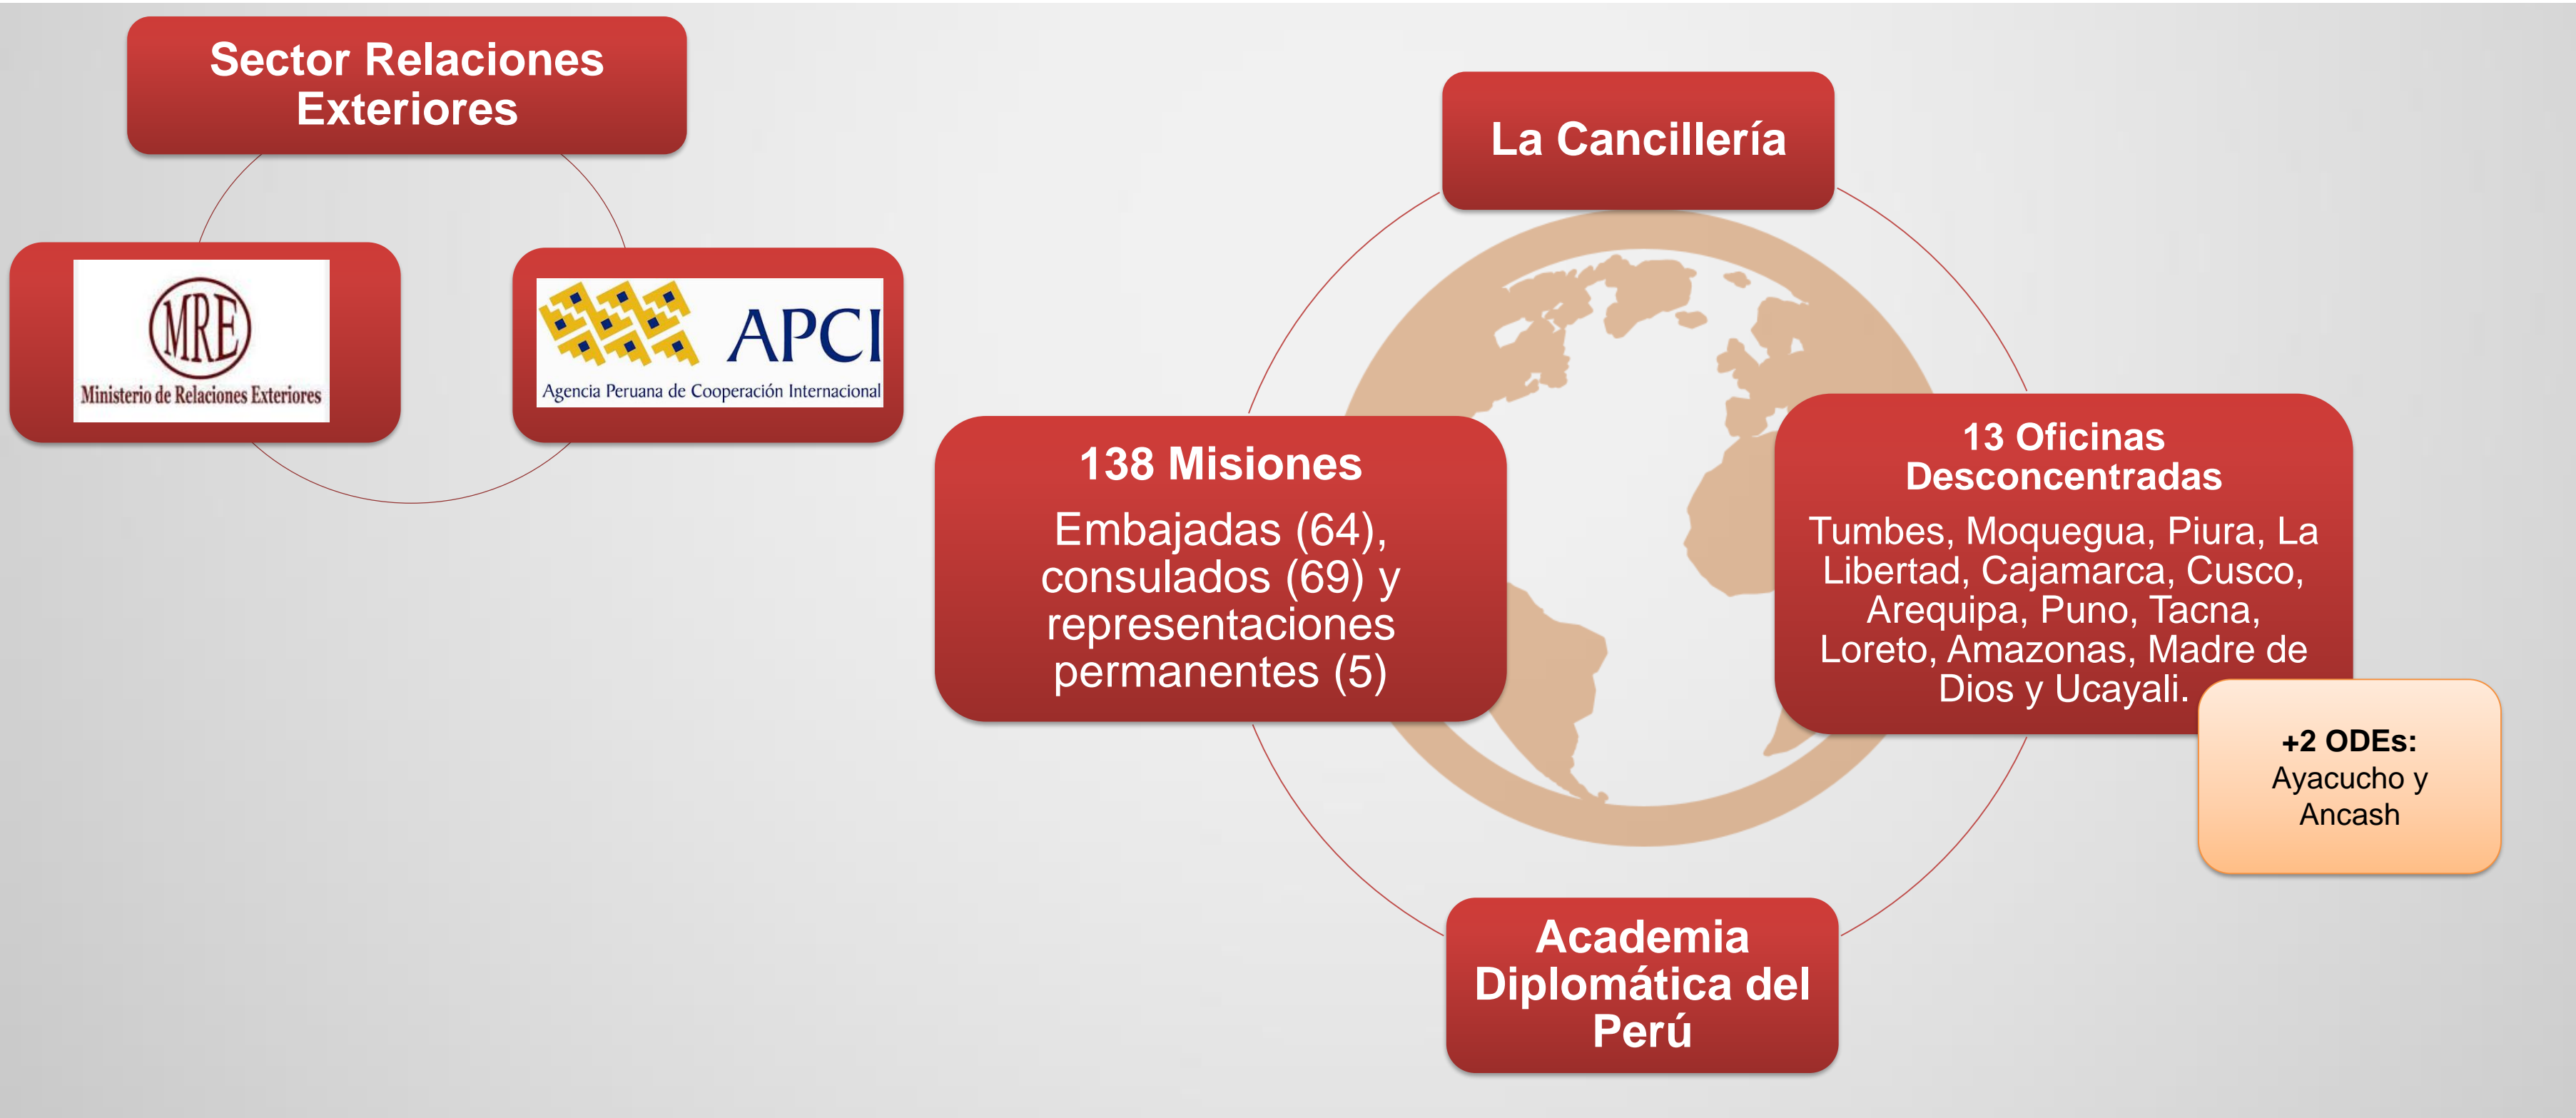 Sector Relaciones
Exteriores
MRE
Ministerio de Relaciones Exteriores
APCI
Agencia Peruana de Cooperación Internacional
La Cancillería
138 Misiones
Embajadas (64),
consulados (69) y
representaciones
permanentes (5)
13 Oficinas
Desconcentradas
Tumbes, Moquegua, Piura, La
Libertad, Cajamarca, Cusco,
Arequipa, Puno, Tacna,
Loreto, Amazonas, Madre de
Dios y Ucayali.
+2 ODEs:
Ayacucho y
Ancash
Academia
Diplomática del
Perú